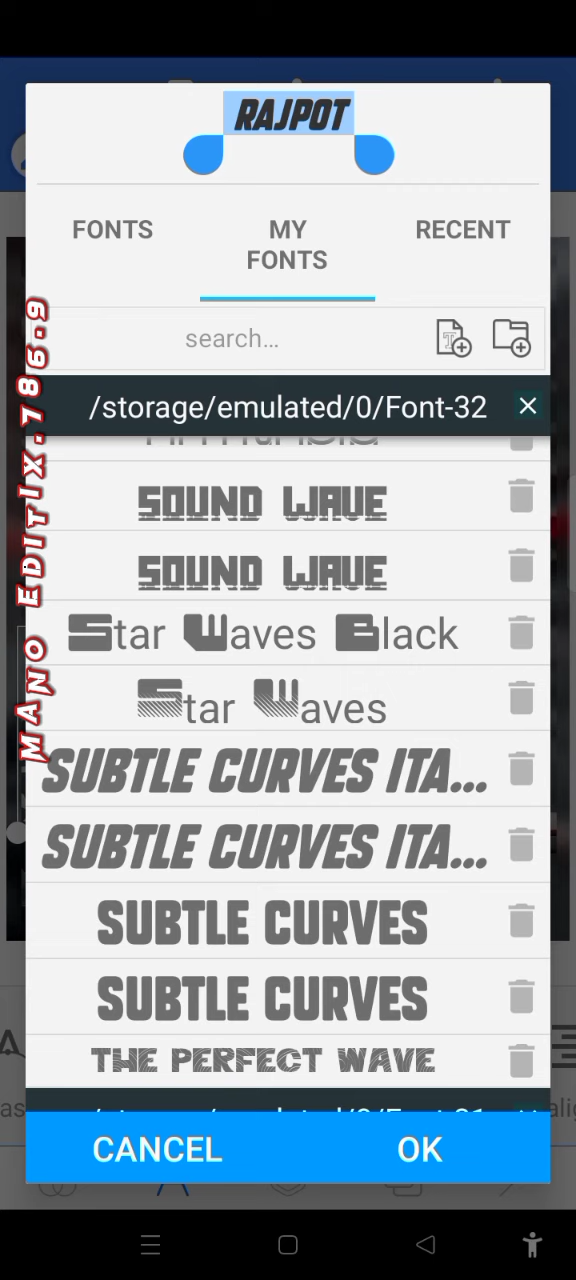 RAJPOT
FONTS
MY
FONTS
RECENT
search...
/storage/emulated/0/Font-32
SOUND WAVE
SOUND WAVE
Star Waves Black
Star Waves
SUBTLE CURVES ITA...
SUBTLE CURVES ITA...
SUBTLE CURVES
SUBTLE CURVES
THE PERFECT WAVE
CANCEL
OK
MANO EDITIX.786.9